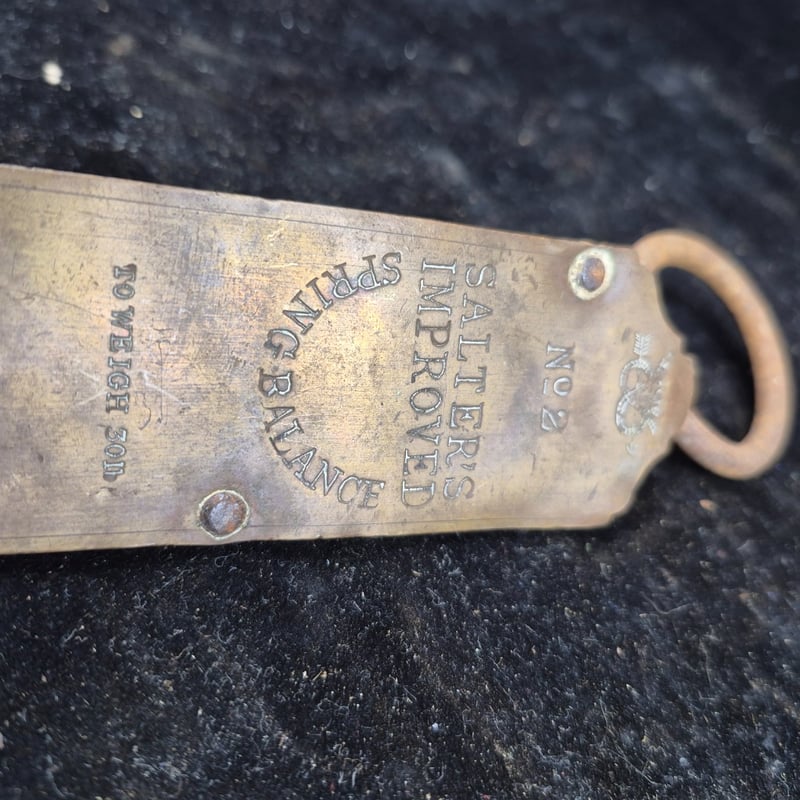 No 2
SALTER'S
IMPROVED
SPRING BALANCE
TO WEIGH 30lb